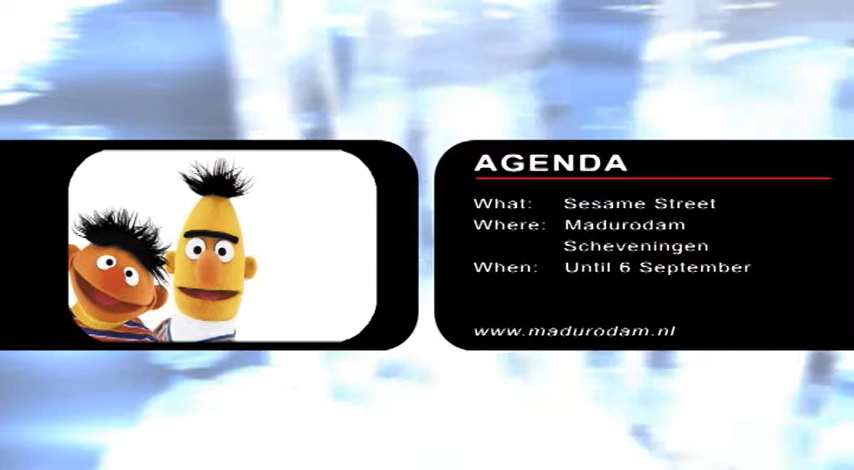 AGENDA
What: Sesame Street
Where: Madurodam
Scheveningen
When: Until 6 September
www.madurodam.nl